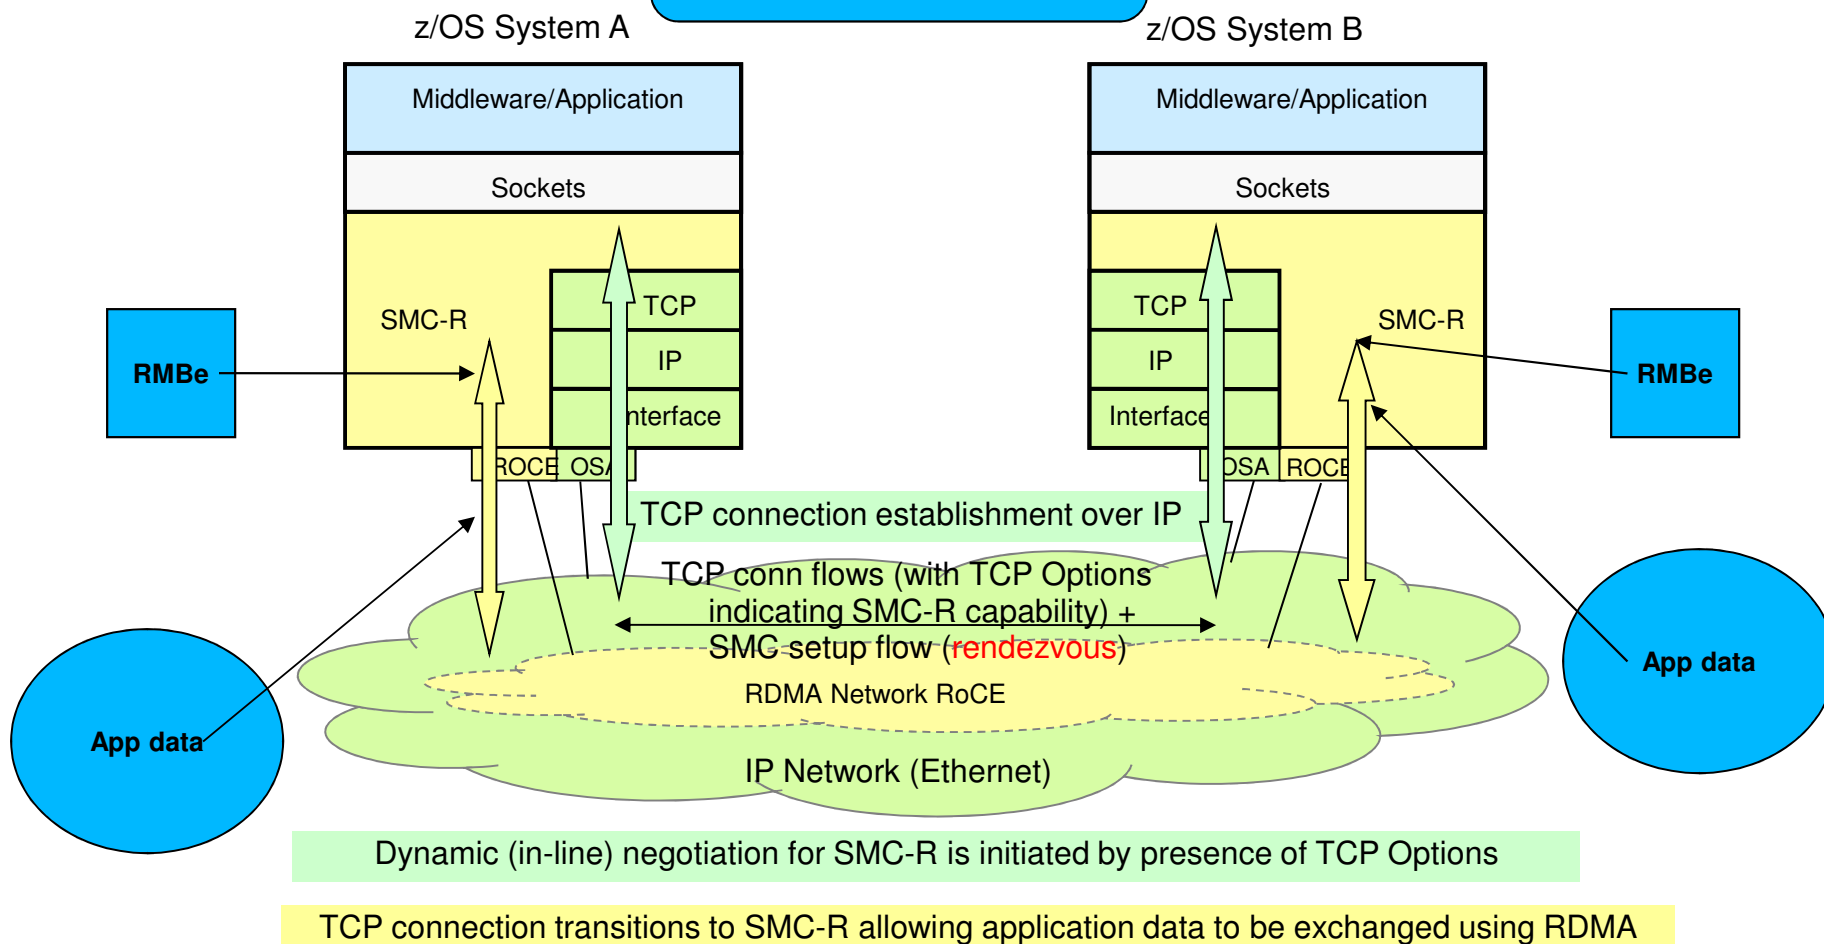 z/OS System A
z/OS System B
Middleware/Application
Middleware/Application
Sockets
Sockets
SMC-R
TCP
IP
Interface
TCP
IP
Interface
SMC-R
RMBe
RMBe
ROCE
OSA
OSA
ROCE
TCP connection establishment over IP
TCP conn flows (with TCP Options
indicating SMC-R capability) +
SMC setup flow (rendezvous)
RDMA Network RoCE
App data
App data
IP Network (Ethernet)
Dynamic (in-line) negotiation for SMC-R is initiated by presence of TCP Options
TCP connection transitions to SMC-R allowing application data to be exchanged using RDMA